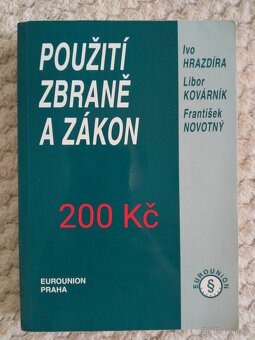 POUŽITÍ
ZBRANĚ
A ZÁKON
Ivo
HRAZDÍRA
Libor
KOVÁRNÍK
František
NOVOTNÝ
200 Kč
EUROUNION
PRAHA
EUROUNION
§